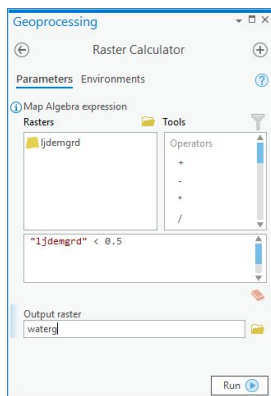 Geoprocessing
Raster Calculator
Parameters Environments
Map Algebra expression
Rasters Tools
ljdemgrd
Operators
+
-
*
/
"ljdemgrd" < 0.5
Output raster
waterg
Run